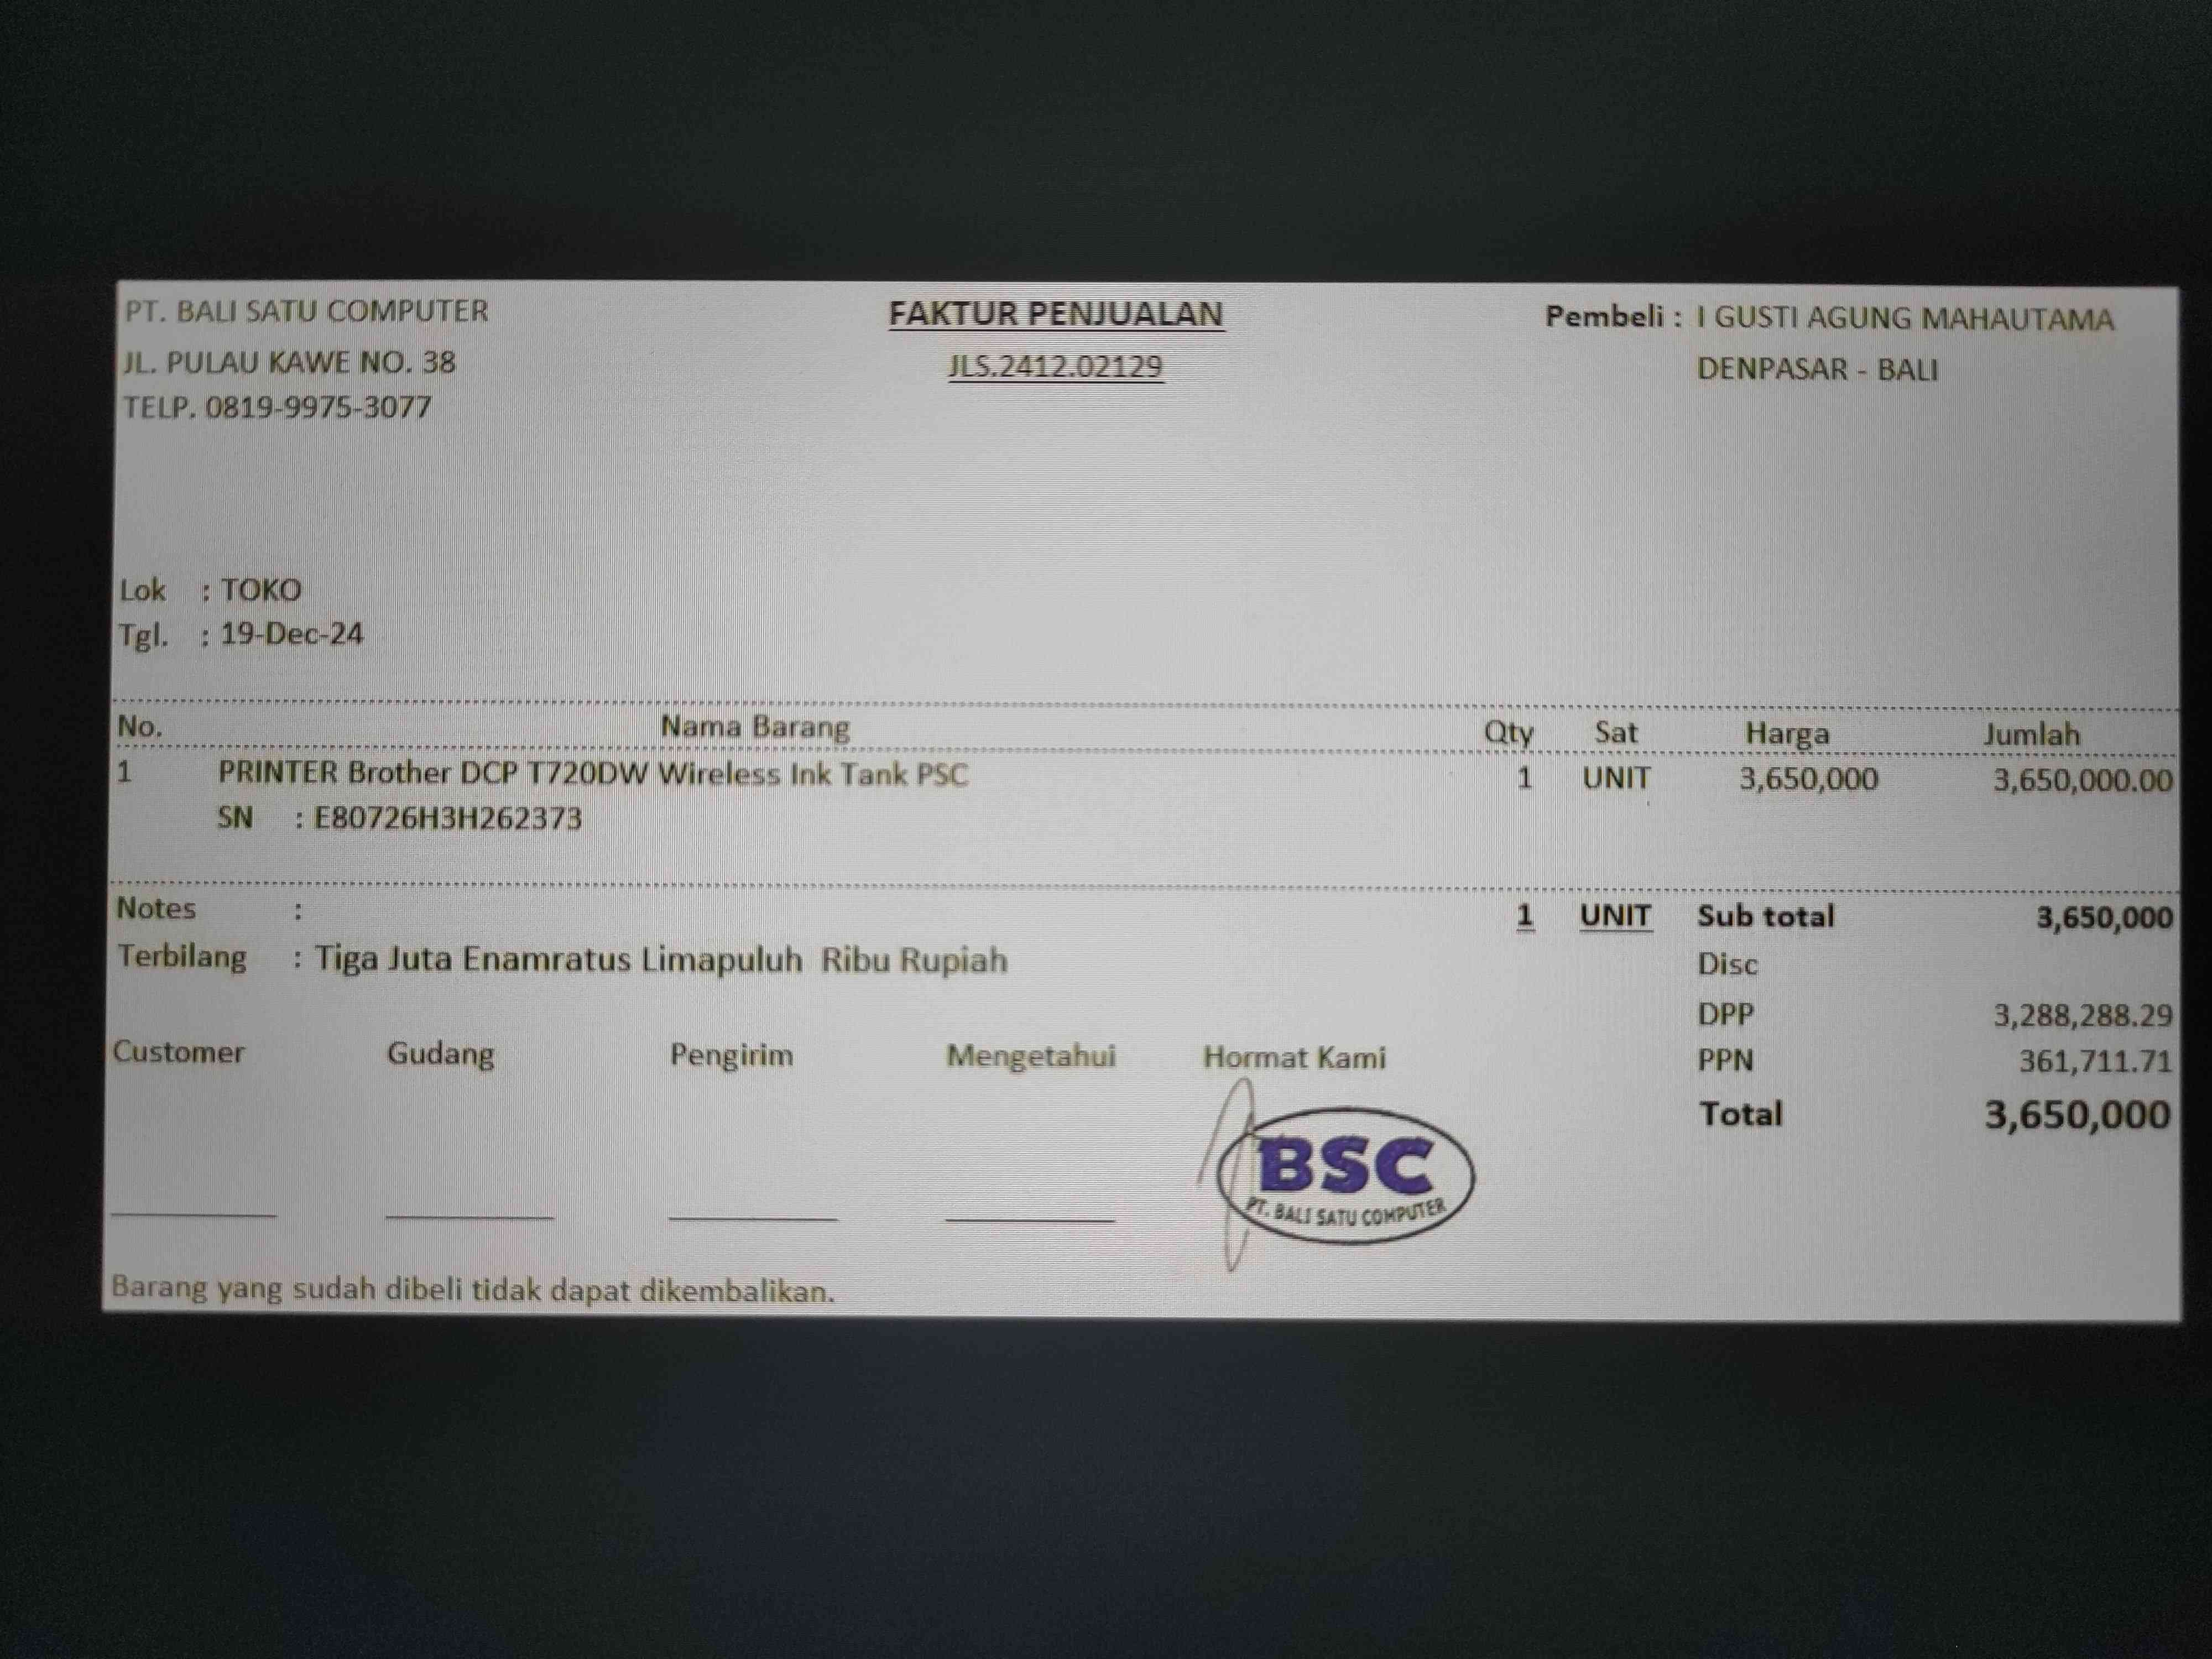 PT. BALI SATU COMPUTER
JL. PULAU KAWE NO. 38
TELP. 0819-9975-3077
FAKTUR PENJUALAN
JLS.2412.02129
Pembeli : I GUSTI AGUNG MAHAUTAMA
DENPASAR - BALI
Lok : TOKO
Tgl. : 19-Dec-24
No. Nama Barang Qty Sat Harga Jumlah
1 PRINTER Brother DCP T720DW Wireless Ink Tank PSC 1 UNIT 3,650,000 3,650,000.00
SN : E80726H3H262373
Notes : 1 UNIT Sub total 3,650,000
Terbilang : Tiga Juta Enamratus Limapuluh Ribu Rupiah Disc
DPP 3,288,288.29
Customer Gudang Pengirim Mengetahui Hormat Kami PPN 361,711.71
Total 3,650,000
BSC
PT. BALI SATU COMPUTER
Barang yang sudah dibeli tidak dapat dikembalikan.